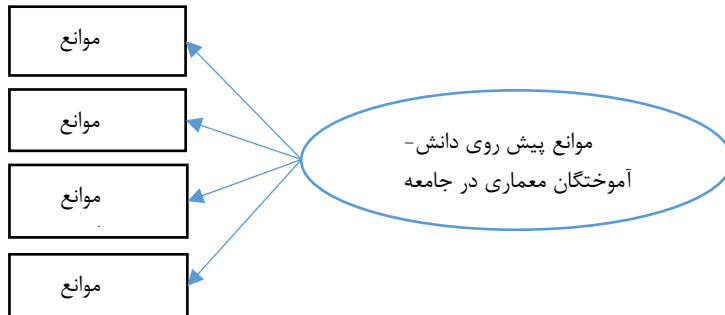 موانع
موانع
موانع
موانع
موانع پیش روی دانش-
آموختگان معماری در جامعه